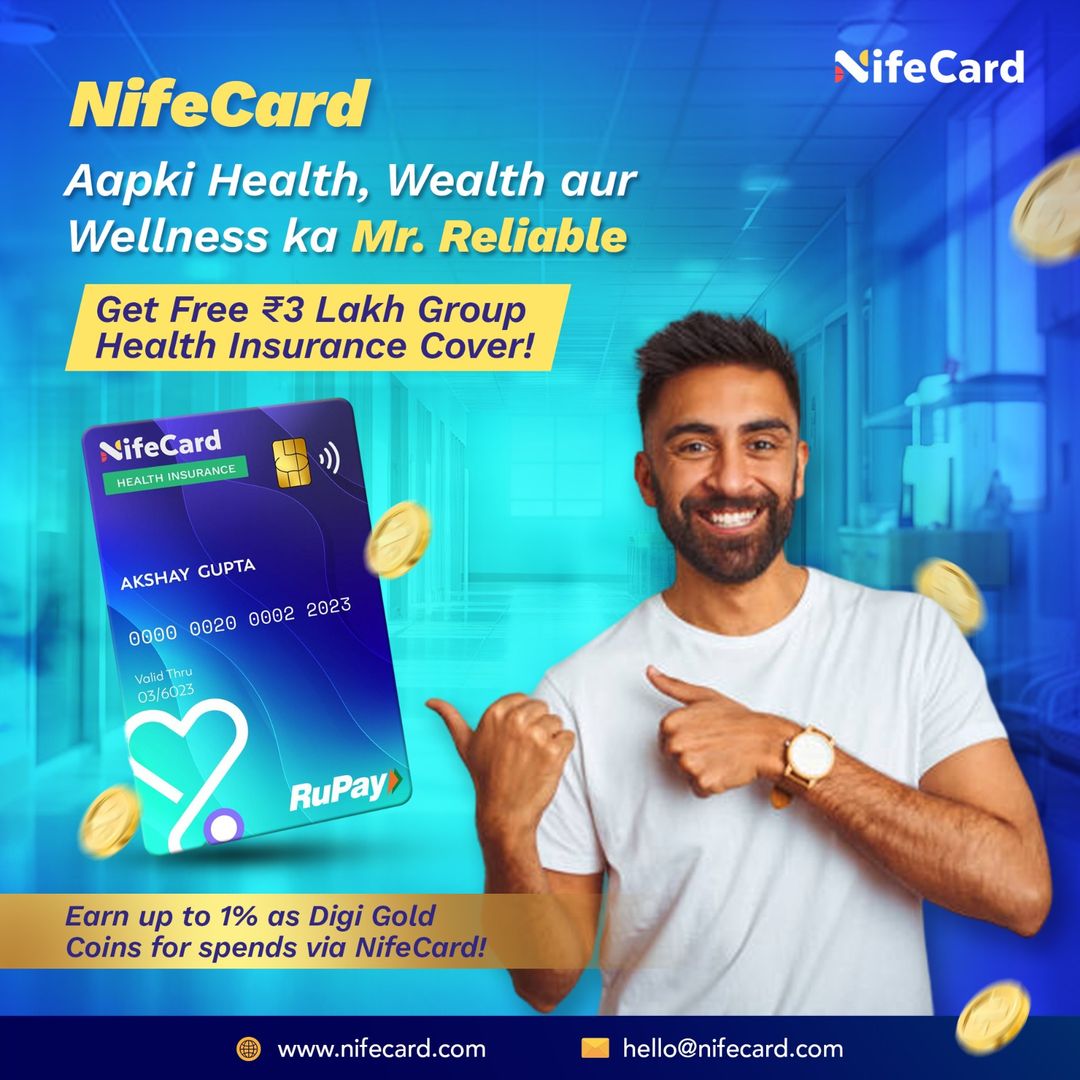 NifeCard
NifeCard
Aapki Health, Wealth aur
Wellness ka Mr. Reliable
Get Free ₹3 Lakh Group
Health Insurance Cover!
NifeCard
HEALTH INSURANCE
AKSHAY GUPTA
0000 0020 0002 2023
Valid Thru
03/6023
RuPay
Earn up to 1% as Digi Gold
Coins for spends via NifeCard!
www.nifecard.com
hello@nifecard.com